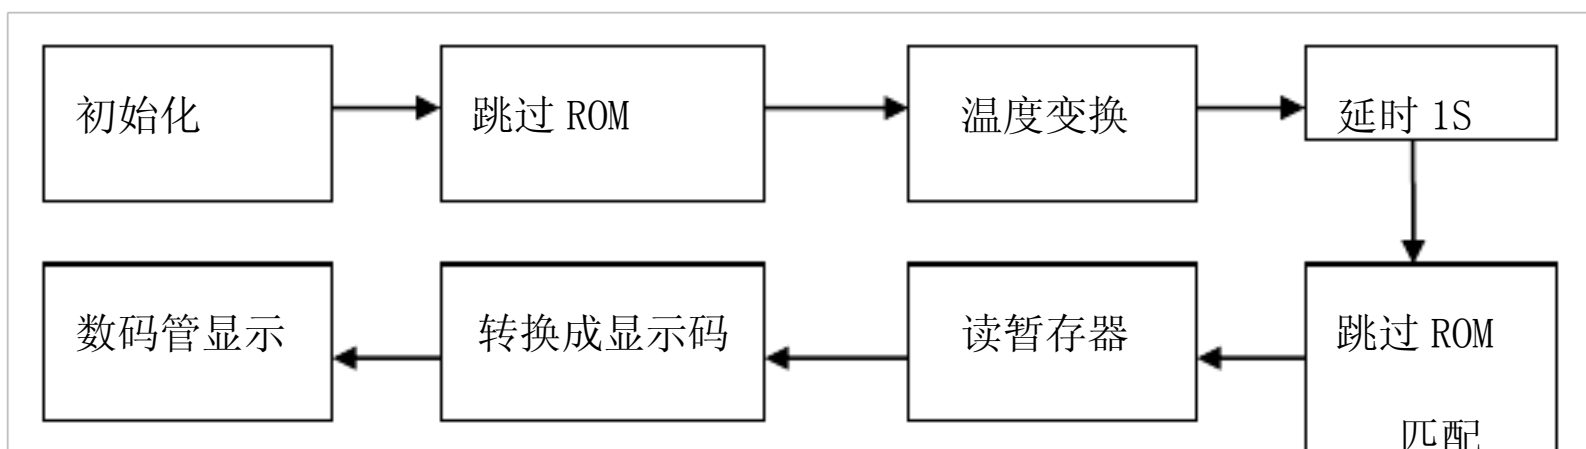 初始化
跳过 ROM
温度变换
延时 1S
数码管显示
转换成显示码
读暂存器
跳过 ROM
匹配